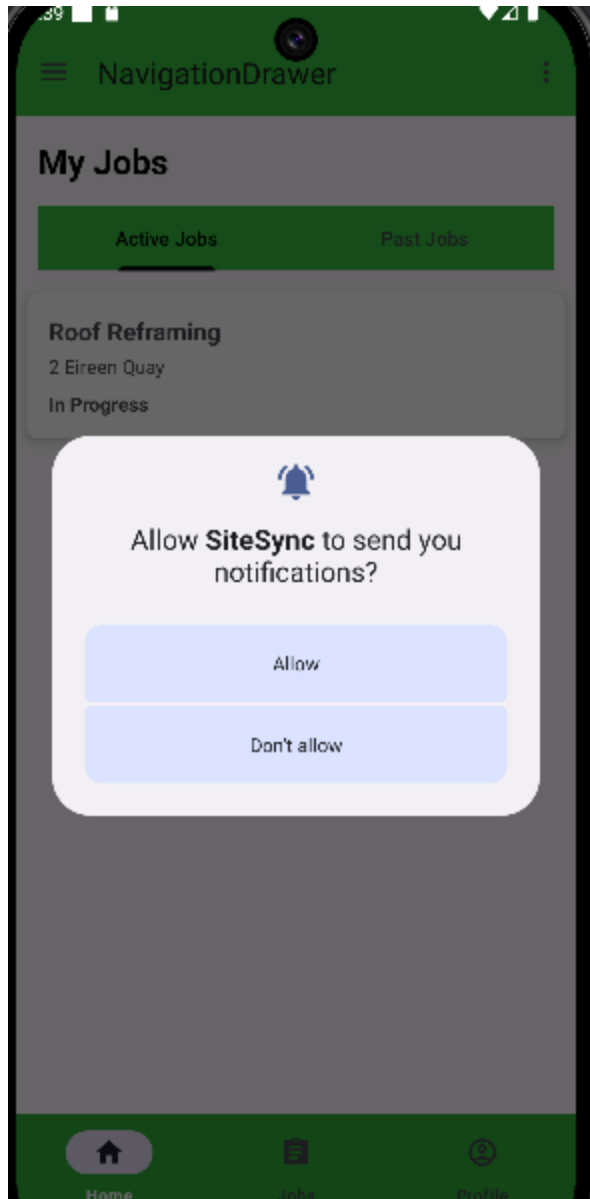 :39
NavigationDrawer
My Jobs
Active Jobs
Past Jobs
Roof Reframing
2 Eireen Quay
In Progress
Allow SiteSync to send you
notifications?
Allow
Don't allow
Home
Jobs
Profile